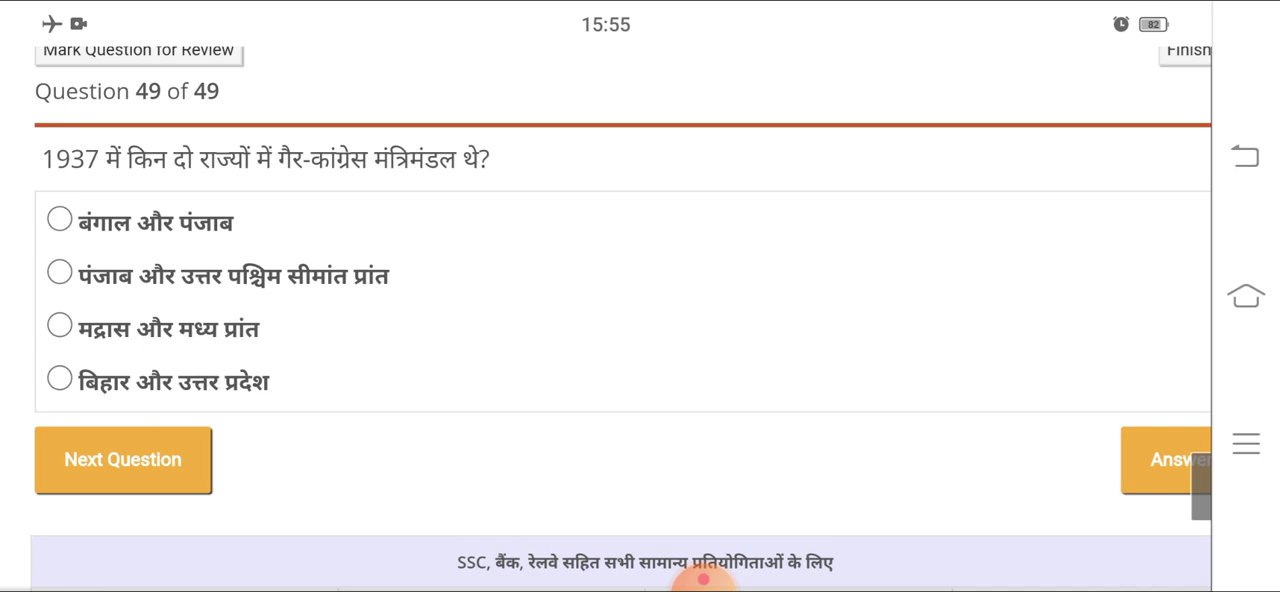 15:55
82
Mark Question for Review
Finish
Question 49 of 49
1937 में किन दो राज्यों में गैर-कांग्रेस मंत्रिमंडल थे?
बंगाल और पंजाब
पंजाब और उत्तर पश्चिम सीमांत प्रांत
मद्रास और मध्य प्रांत
बिहार और उत्तर प्रदेश
Next Question
Answer
SSC, बैंक, रेलवे सहित सभी सामान्य प्रतियोगिताओं के लिए